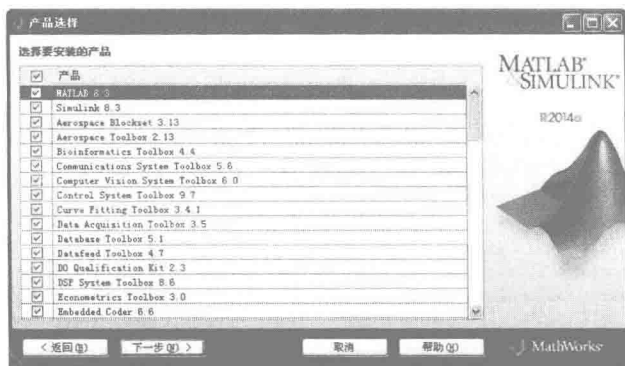 产品选择
选择要安装的产品
产品
MATLAB 8.3
Simulink 8.3
Aerospace Blockset 3.13
Aerospace Toolbox 2.13
Bioinformatics Toolbox 4.4
Communications System Toolbox 5.6
Computer Vision System Toolbox 6.0
Control System Toolbox 9.7
Curve Fitting Toolbox 3.4.1
Data Acquisition Toolbox 3.5
Database Toolbox 5.1
Datafeed Toolbox 4.7
DO Qualification Kit 2.3
DSP System Toolbox 8.6
Econometrics Toolbox 3.0
Embedded Coder 6.6
MATLAB®
&SIMULINK®
R2014a
< 返回(B)
下一步(N) >
取消
帮助(H)
MathWorks®